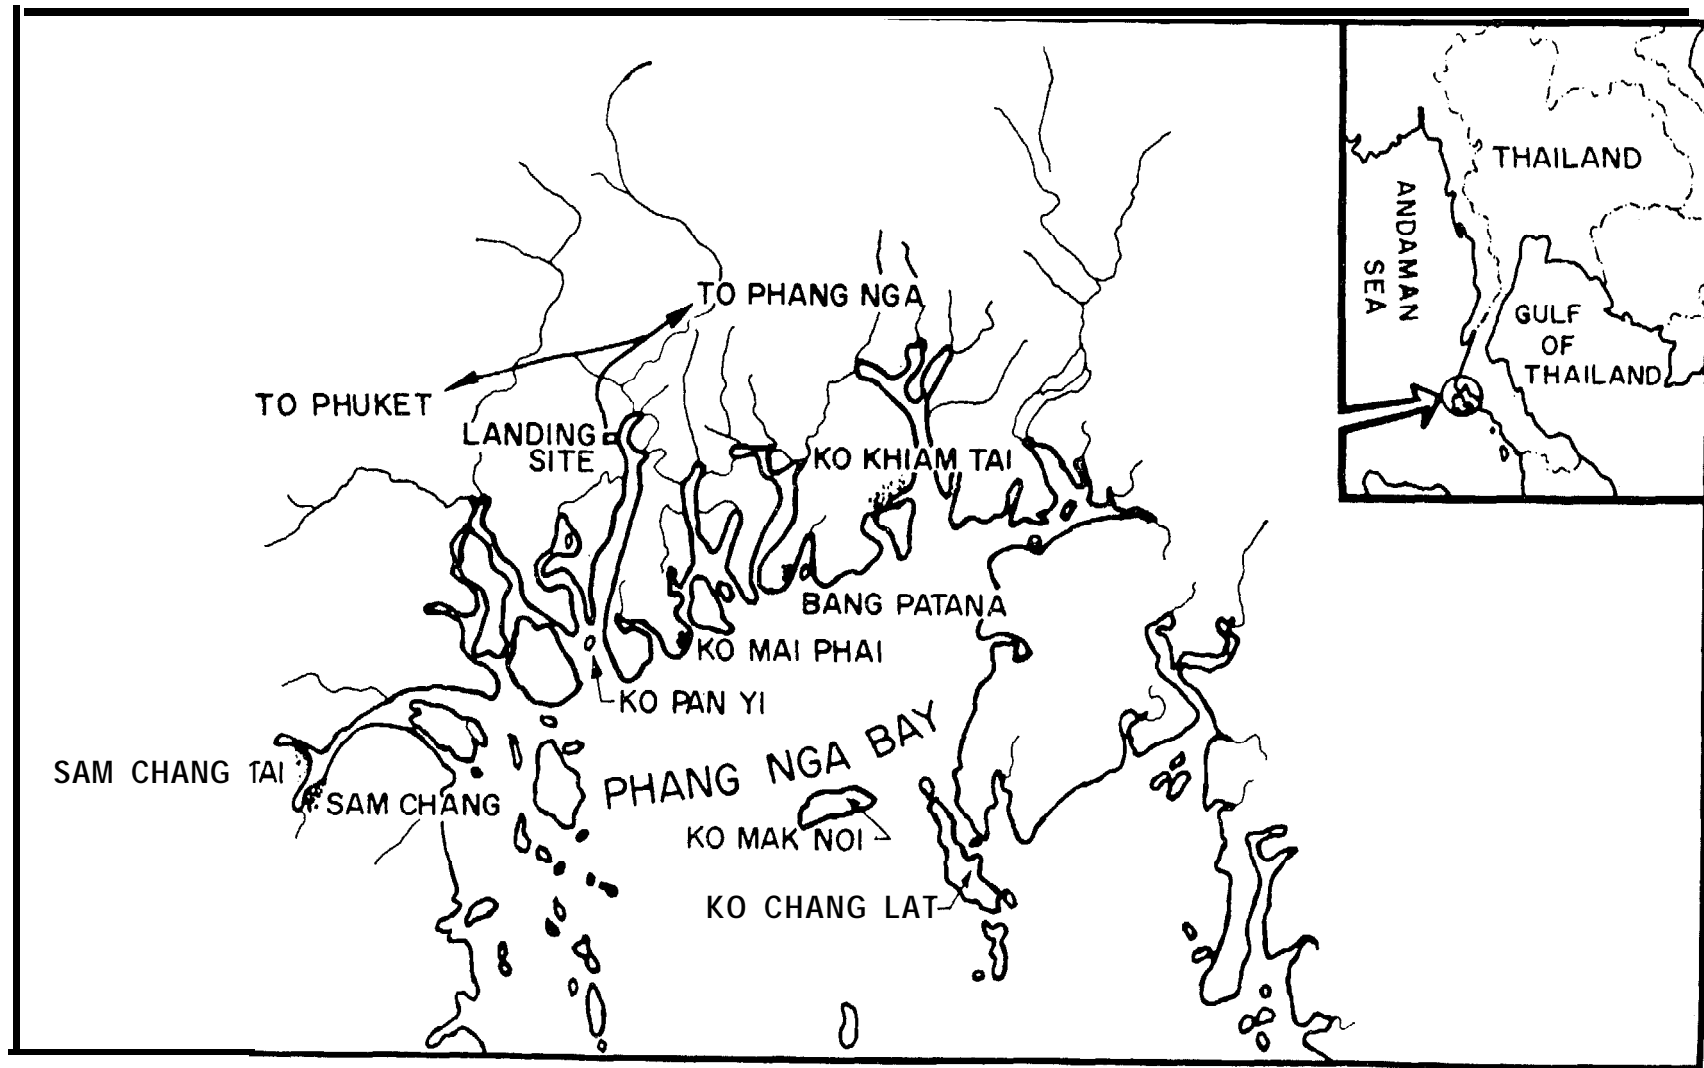 TO PHANG NGA
TO PHUKET
LANDING
SITE
KO KHIAM TAI
BANG PATANA
KO MAI PHAI
KO PAN YI
PHANG NGA BAY
SAM CHANG TAI
SAM CHANG
KO MAK NOI
KO CHANG LAT
THAILAND
ANDAMAN
SEA
GULF
OF
THAILAND